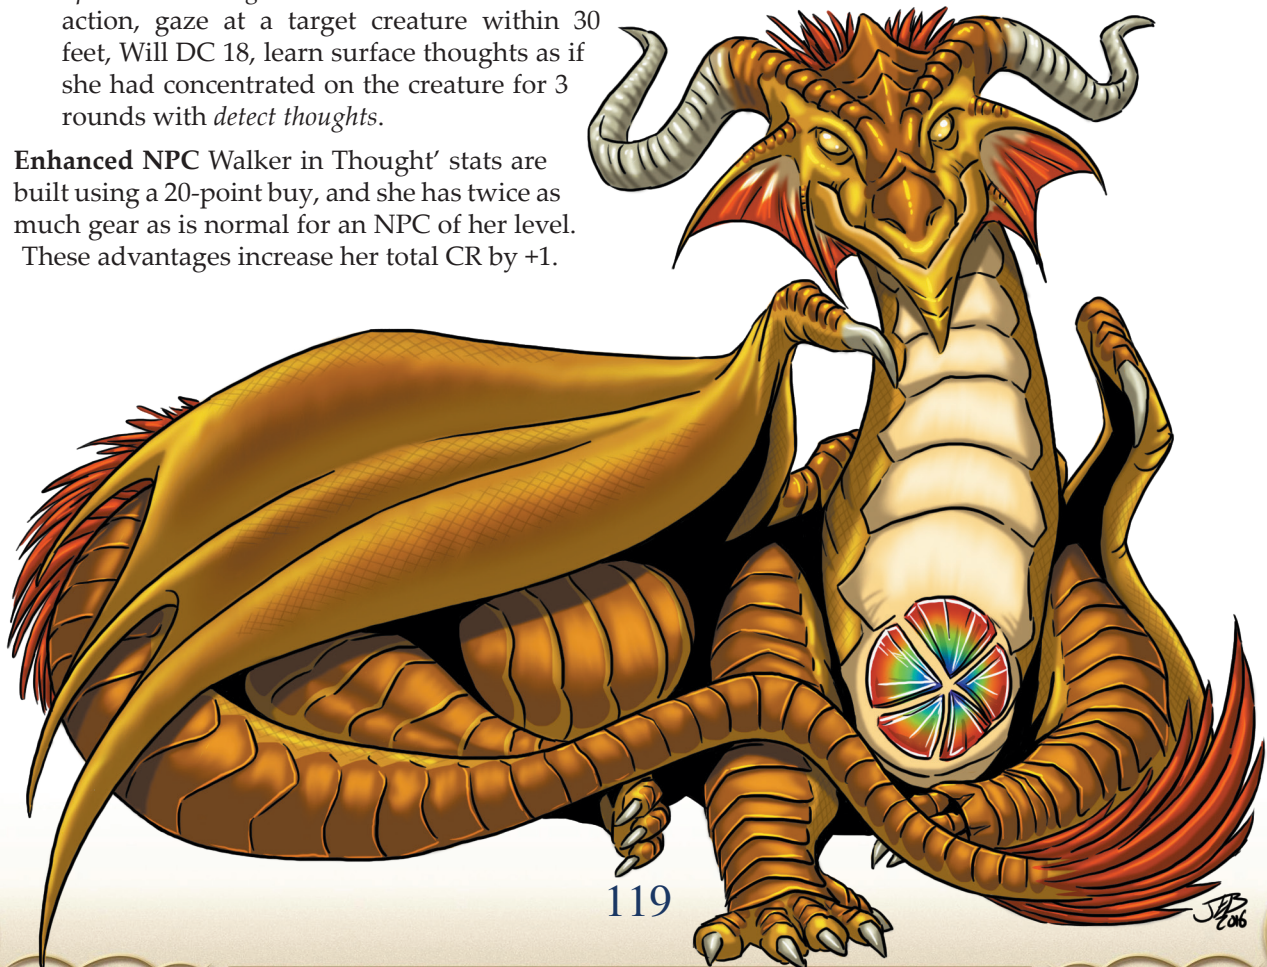 action, gaze at a target creature within 30
feet, Will DC 18, learn surface thoughts as if
she had concentrated on the creature for 3
rounds with detect thoughts.
Enhanced NPC Walker in Thought’ stats are
built using a 20-point buy, and she has twice as
much gear as is normal for an NPC of her level.
These advantages increase her total CR by +1.
119
JEB
2016